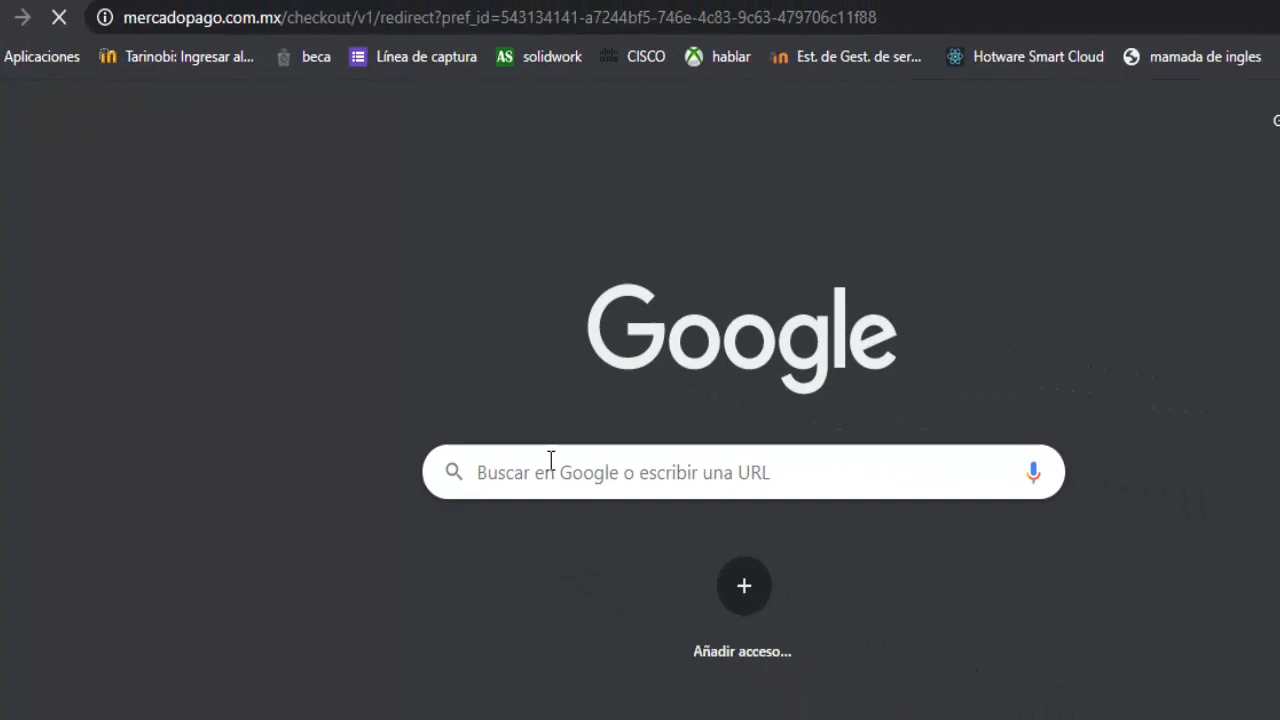 mercadopago.com.mx/checkout/v1/redirect?pref_id=543134141-a7244bf5-746e-4c83-9c63-479706c11f88
Aplicaciones Tarinobi: Ingresar al... beca Línea de captura AS solidwork CISCO hablar Est. de Gest. de ser... Hotware Smart Cloud mamada de ingles
G
Google
Buscar en Google o escribir una URL
Añadir acceso...